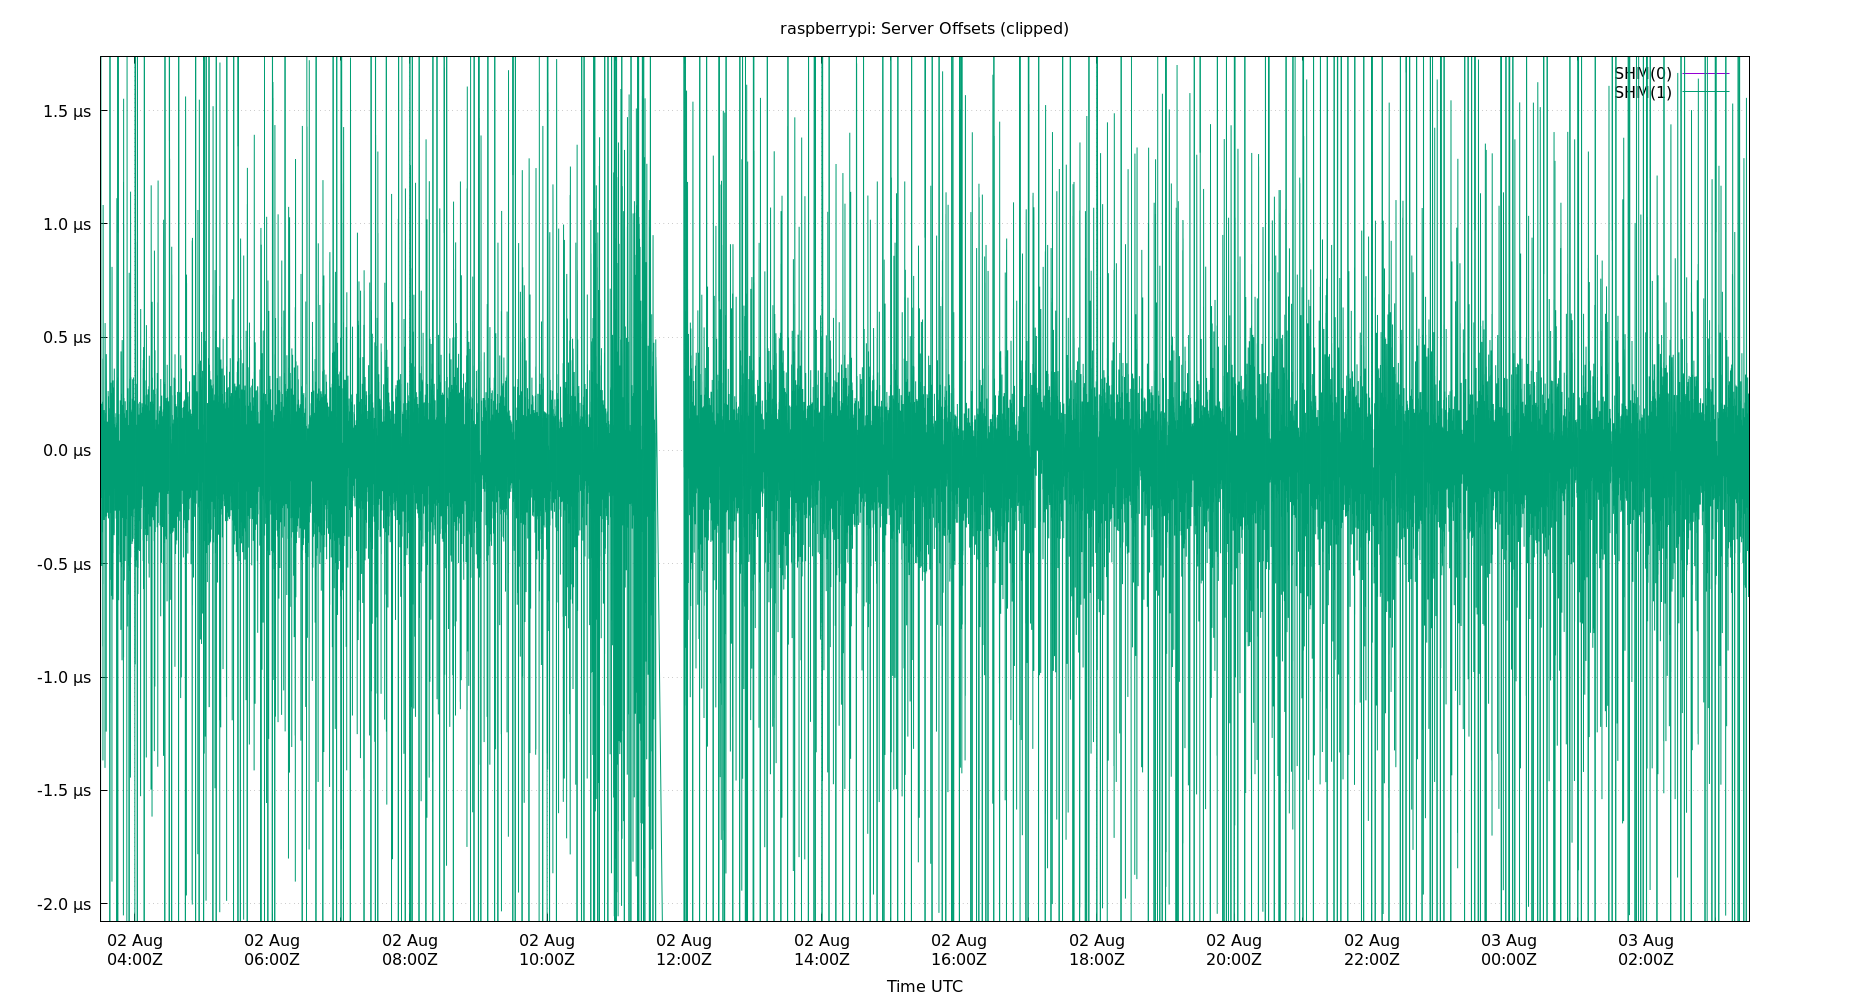 raspberrypi: Server Offsets (clipped)
SHM(0)
SHM(1)
1.5 µs
1.0 µs
0.5 µs
0.0 µs
-0.5 µs
-1.0 µs
-1.5 µs
-2.0 µs
02 Aug 02 Aug 02 Aug 02 Aug 02 Aug 02 Aug 02 Aug 02 Aug 02 Aug 02 Aug 03 Aug 03 Aug
04:00Z 06:00Z 08:00Z 10:00Z 12:00Z 14:00Z 16:00Z 18:00Z 20:00Z 22:00Z 00:00Z 02:00Z
Time UTC